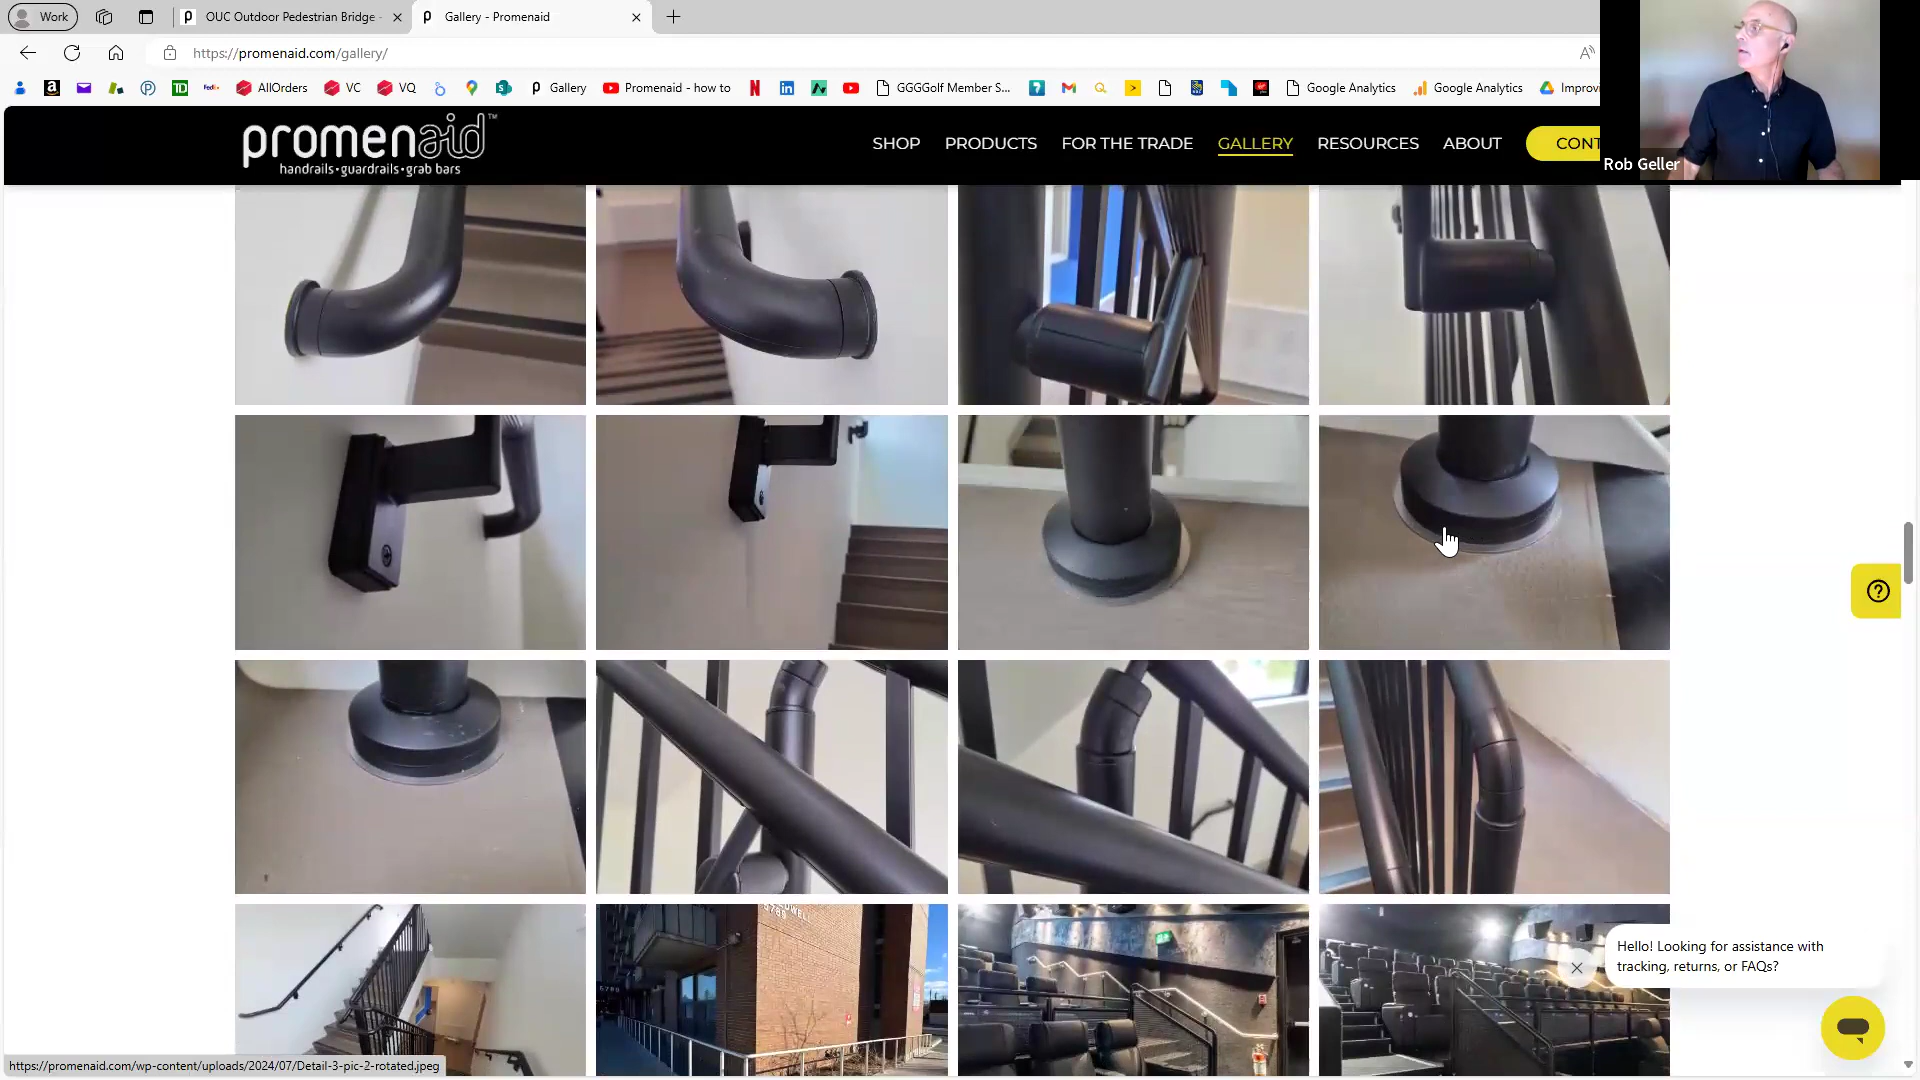 Work
OUC Outdoor Pedestrian Bridge -
Gallery - Promenaid
https://promenaid.com/gallery/
AllOrders
VC
VQ
Gallery
Promenaid - how to
GGGGolf Member S...
Google Analytics
Google Analytics
Improvi
promenaid™
handrails·guardrails·grab bars
SHOP
PRODUCTS
FOR THE TRADE
GALLERY
RESOURCES
ABOUT
CONT
Rob Geller
5789
Hello! Looking for assistance with
tracking, returns, or FAQs?
https://promenaid.com/wp-content/uploads/2024/07/Detail-3-pic-2-rotated.jpeg